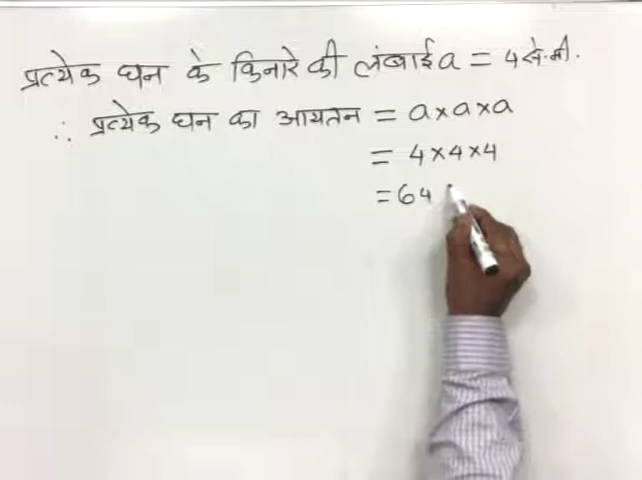 प्रत्येक घन के किनारे की लंबाई a = 4 से.मी.
∴ प्रत्येक घन का आयतन = a×a×a
= 4×4×4
= 64